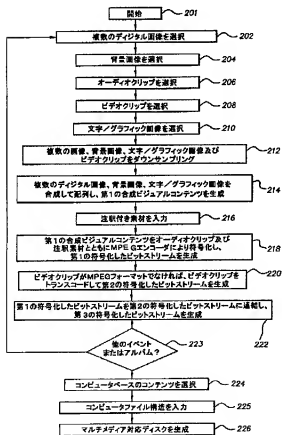 開始
201
複数のディジタル画像を選択
202
背景画像を選択
204
オーディオクリップを選択
206
ビデオクリップを選択
208
文字/グラフィック画像を選択
210
複数の画像、背景画像、文字/グラフィック画像及び
ビデオクリップをダウンサンプリング
212
複数のディジタル画像、背景画像、文字/グラフィック画像を
合成して配列し、第1の合成ビジュアルコンテンツを生成
214
注釈付き素材を入力
216
第1の合成ビジュアルコンテンツをオーディオクリップ及び
注釈素材とともにMPEGエンコーダにより符号化し、
第1の符号化したビットストリームを生成
218
ビデオクリップがMPEGフォーマットでなければ、ビデオクリップを
トランスコードして第2の符号化したビットストリームを生成
220
第1の符号化したビットストリームを第2の符号化したビットストリームに連結し、
第3の符号化したビットストリームを生成
222
他のイベント
またはアルバム?
223
コンピュータベースのコンテンツを選択
224
コンピュータファイル構造を入力
225
マルチメディア対応ディスクを生成
226